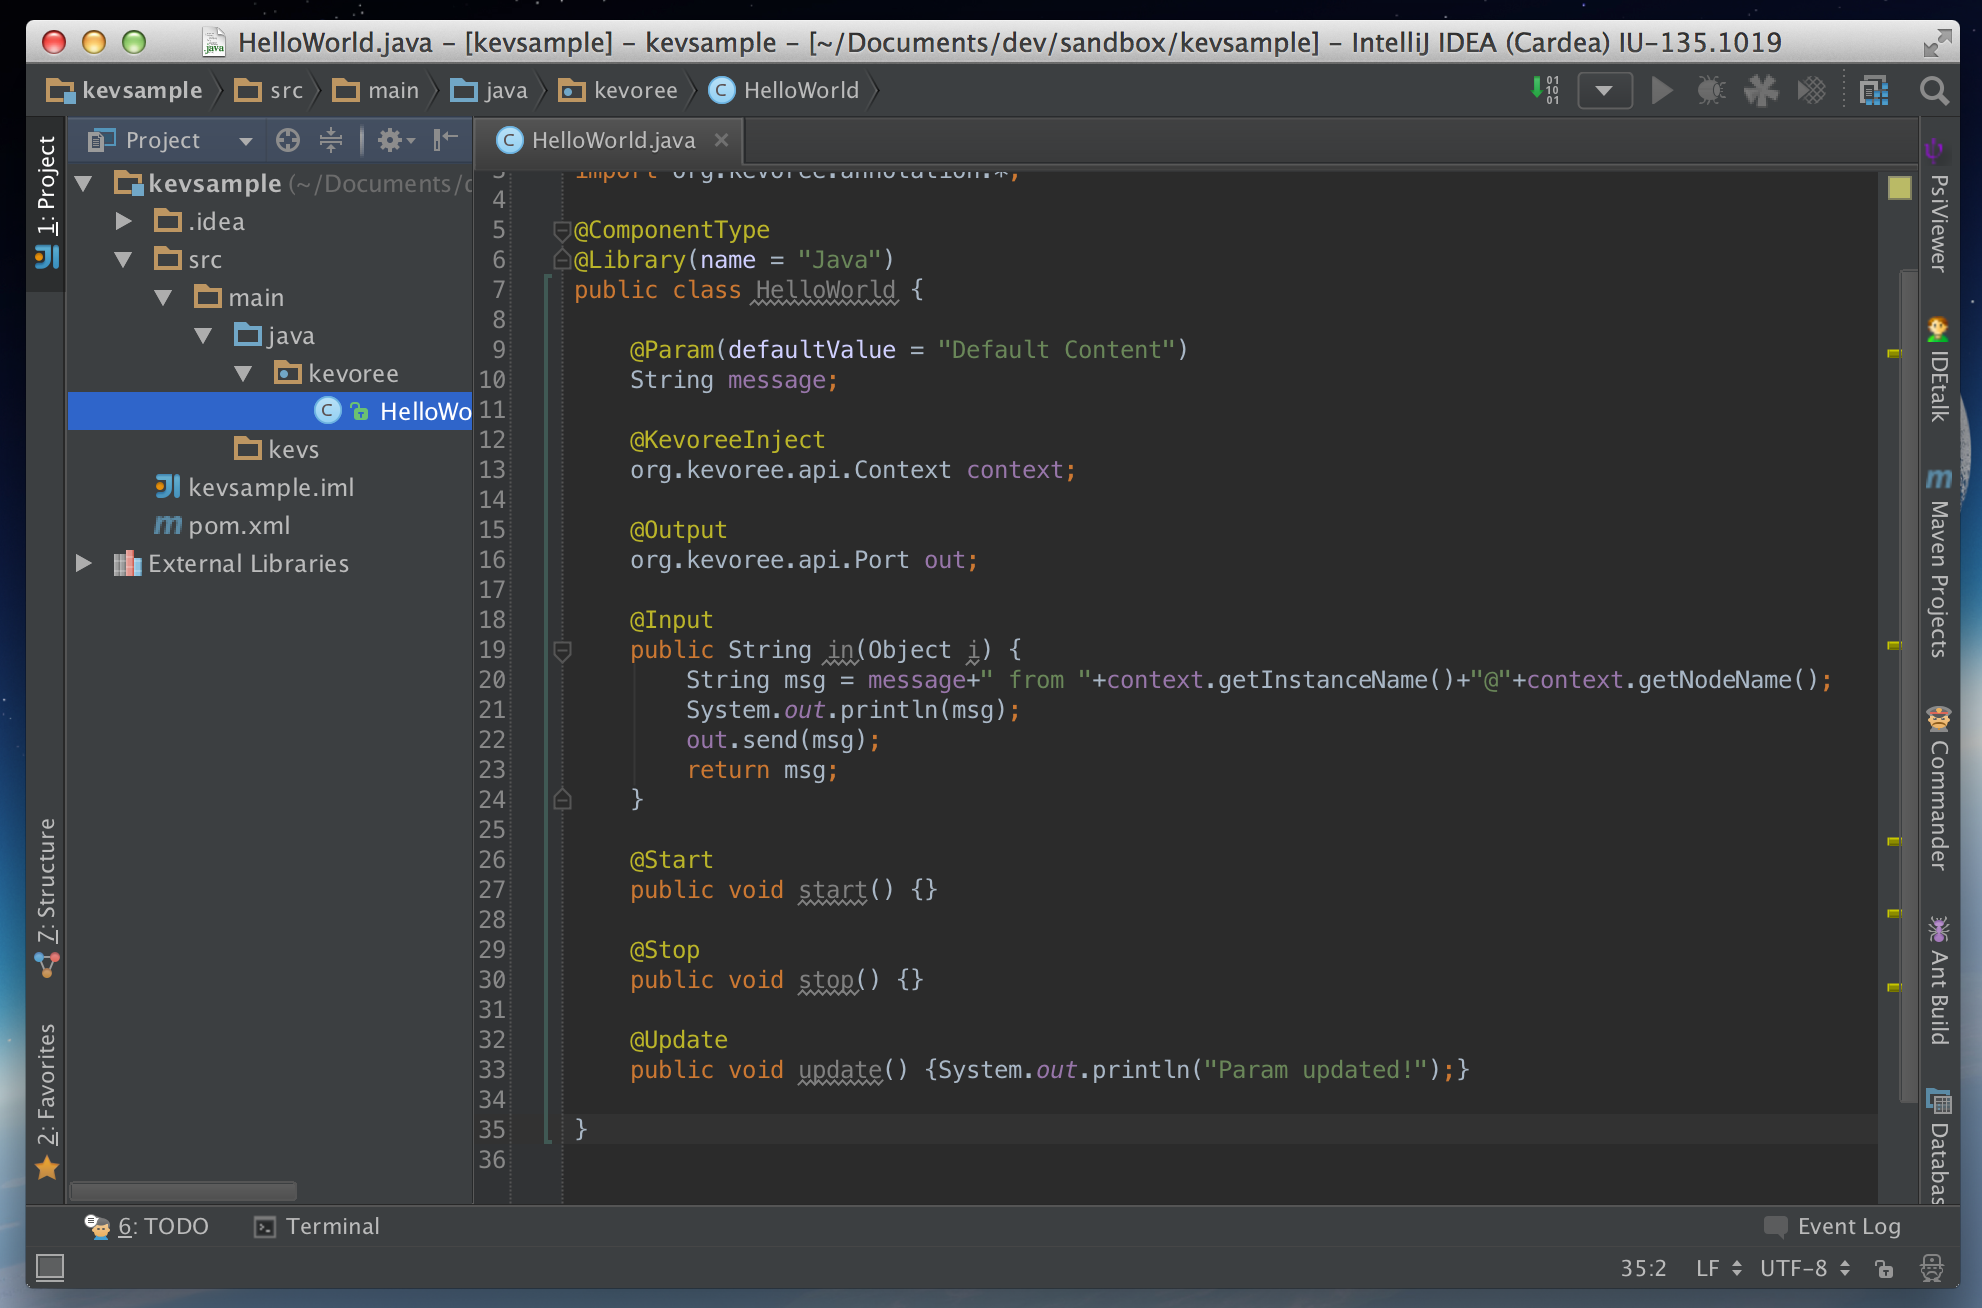 HelloWorld.java – [kevsample] – kevsample – [~/Documents/dev/sandbox/kevsample] – IntelliJ IDEA (Cardea) IU-135.1019
kevsample src main java kevoree HelloWorld
1: Project
7: Structure
2: Favorites
Project
kevsample (~/Documents/d
.idea
src
main
java
kevoree
HelloWo
kevs
kevsample.iml
pom.xml
External Libraries
HelloWorld.java
3 import org.kevoree.annotation.*;
4
5 @ComponentType
6 @Library(name = "Java")
7 public class HelloWorld {
8
9 @Param(defaultValue = "Default Content")
10 String message;
11
12 @KevoreeInject
13 org.kevoree.api.Context context;
14
15 @Output
16 org.kevoree.api.Port out;
17
18 @Input
19 public String in(Object i) {
20 String msg = message+" from "+context.getInstanceName()+"@"+context.getNodeName();
21 System.out.println(msg);
22 out.send(msg);
23 return msg;
24 }
25
26 @Start
27 public void start() {}
28
29 @Stop
30 public void stop() {}
31
32 @Update
33 public void update() {System.out.println("Param updated!");}
34
35 }
36
PsiViewer
IDEtalk
Maven Projects
Commander
Ant Build
Databas
6: TODO Terminal Event Log
35:2 LF UTF-8